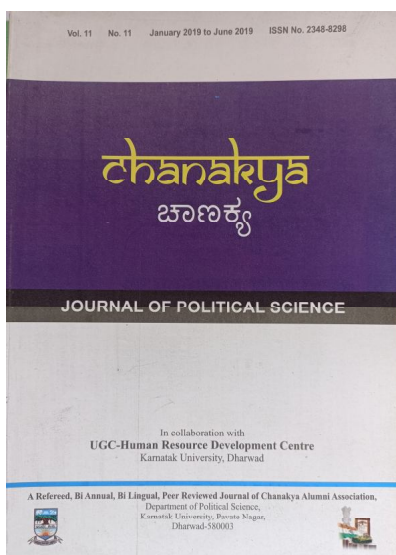 Vol. 11 No. 11 January 2019 to June 2019 ISSN No. 2348-8298
chanakya
ಚಾಣಕ್ಯ
JOURNAL OF POLITICAL SCIENCE
In collaboration with
UGC-Human Resource Development Centre
Karnatak University, Dharwad
A Refereed, Bi Annual, Bi Lingual, Peer Reviewed Journal of Chanakya Alumni Association,
Department of Political Science,
Karnatak University, Pavate Nagar,
Dharwad-580003